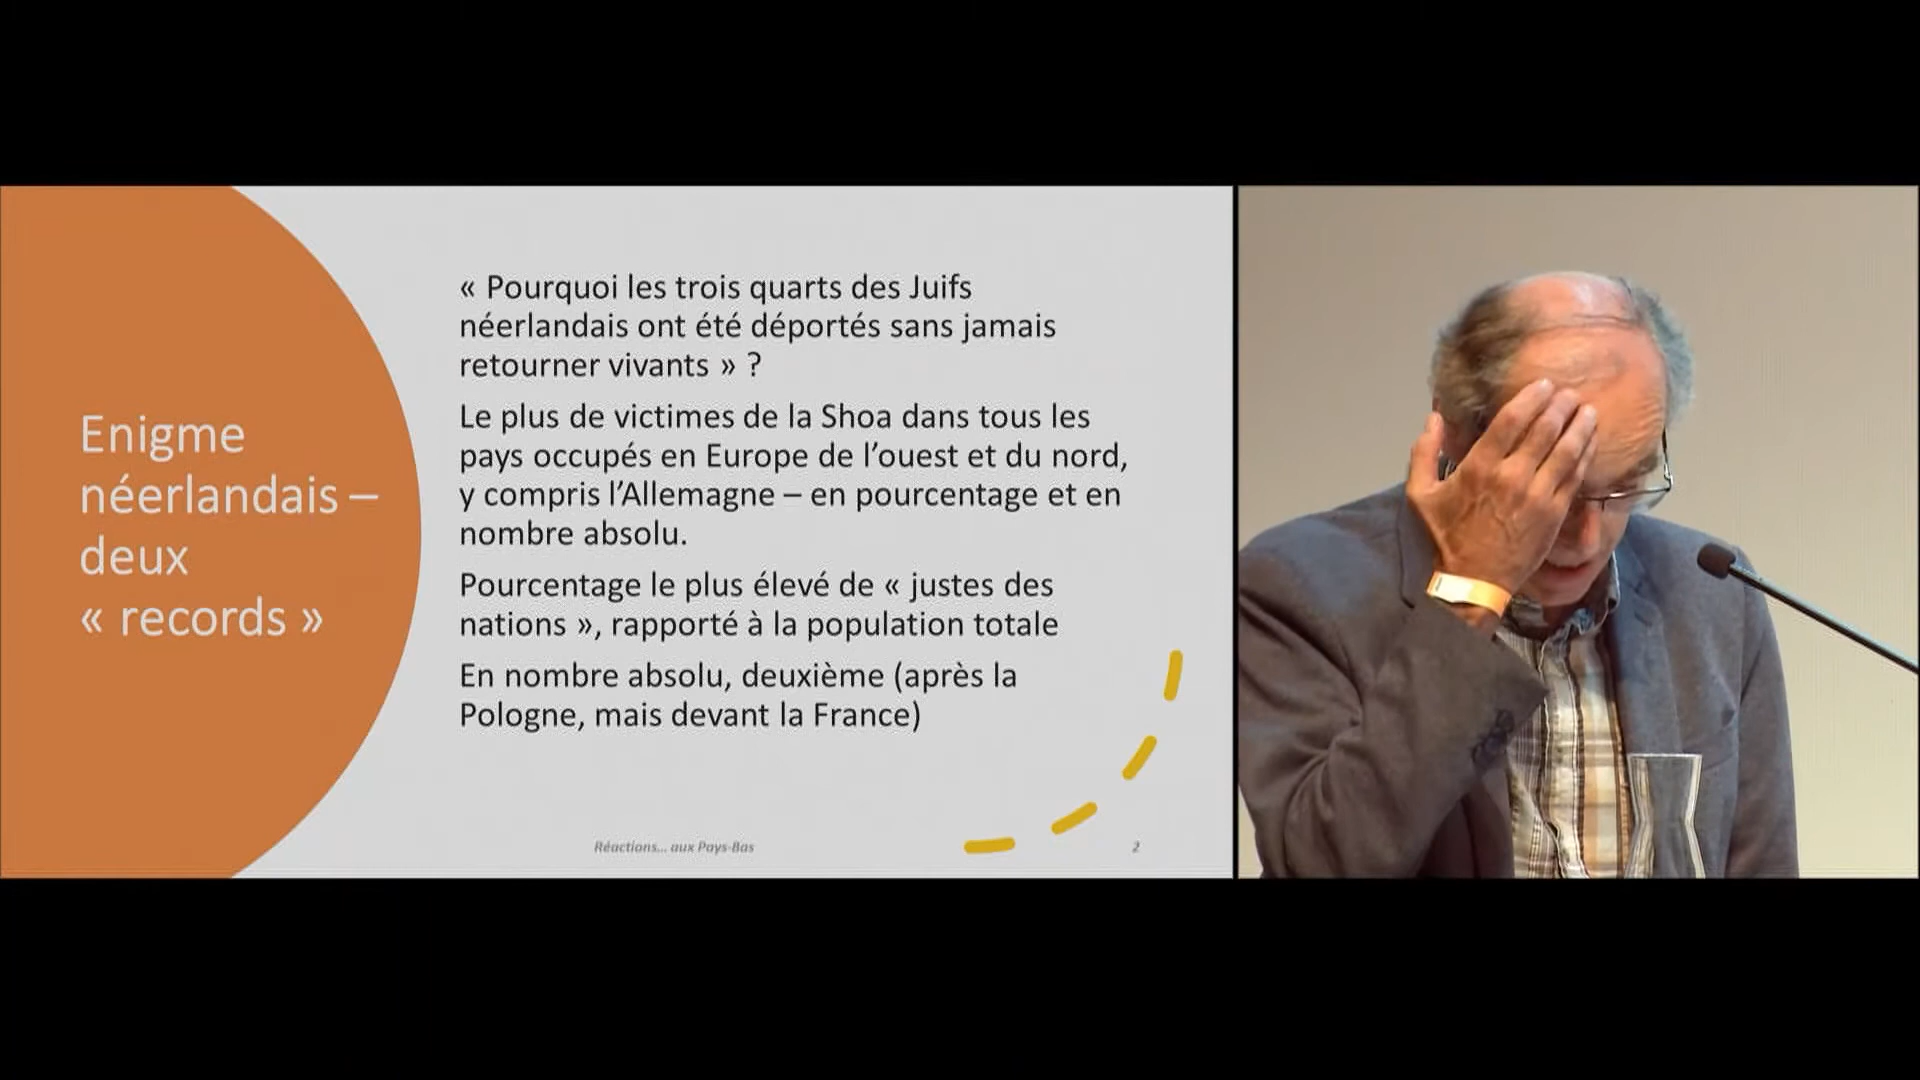 Enigme
néerlandais –
deux
« records »
« Pourquoi les trois quarts des Juifs
néerlandais ont été déportés sans jamais
retourner vivants » ?
Le plus de victimes de la Shoa dans tous les
pays occupés en Europe de l’ouest et du nord,
y compris l’Allemagne – en pourcentage et en
nombre absolu.
Pourcentage le plus élevé de « justes des
nations », rapporté à la population totale
En nombre absolu, deuxième (après la
Pologne, mais devant la France)
Réactions... aux Pays-Bas
2